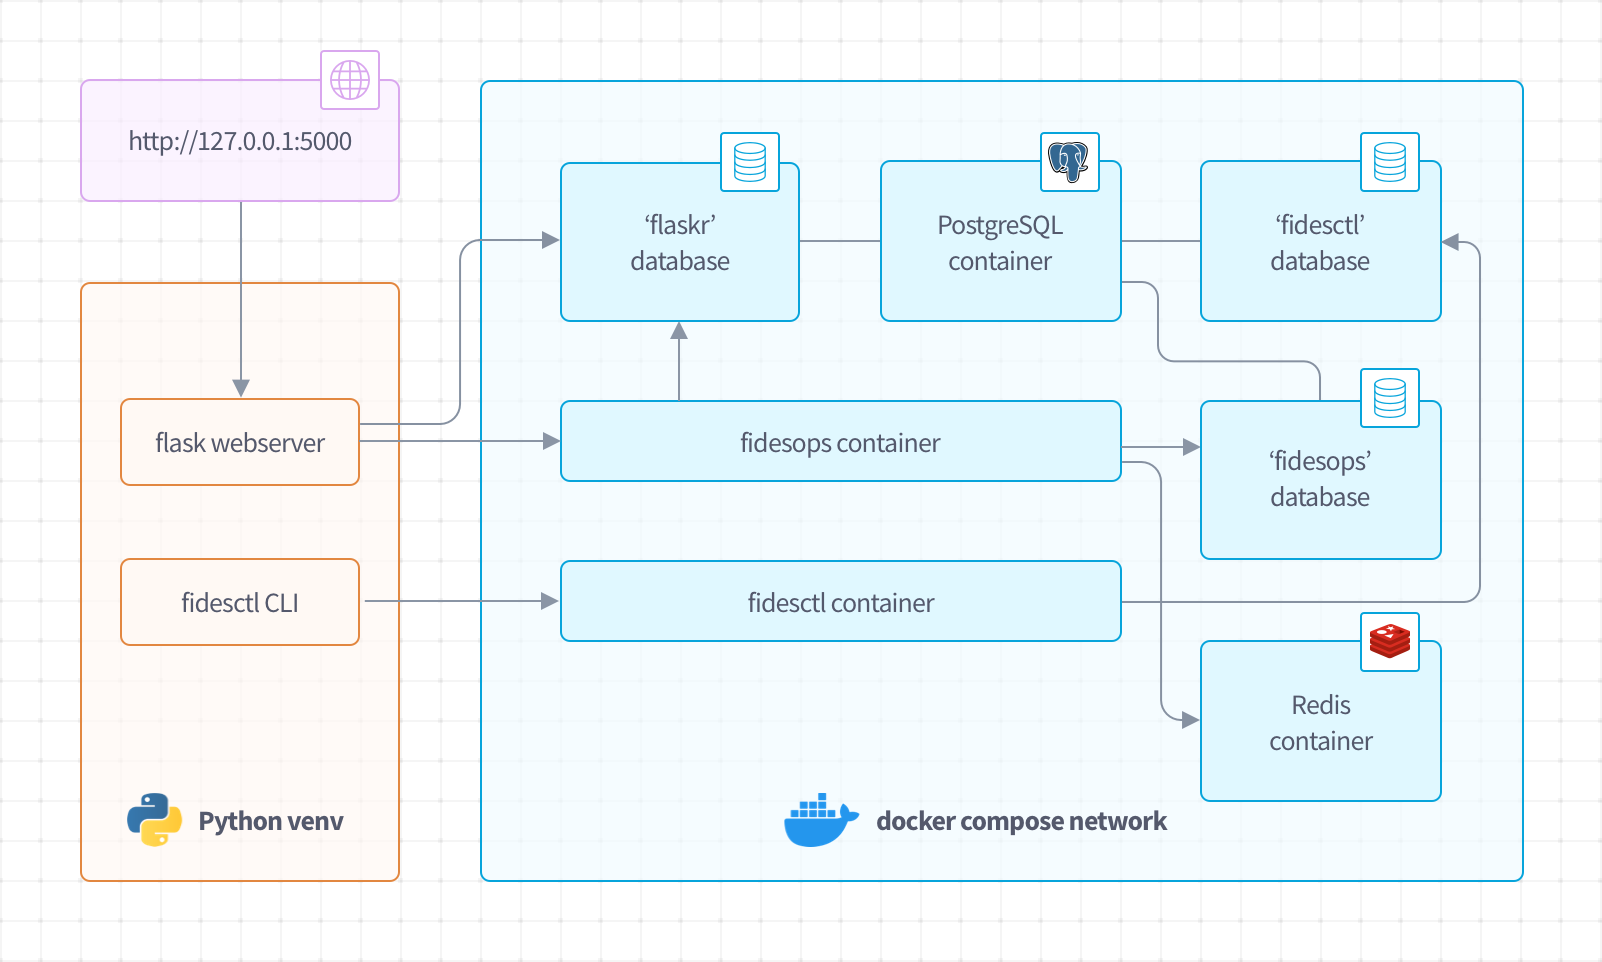 http://127.0.0.1:5000
‘flaskr’
database
PostgreSQL
container
‘fidesctl’
database
flask webserver
fidesops container
‘fidesops’
database
fidesctl CLI
fidesctl container
Redis
container
Python venv
docker compose network